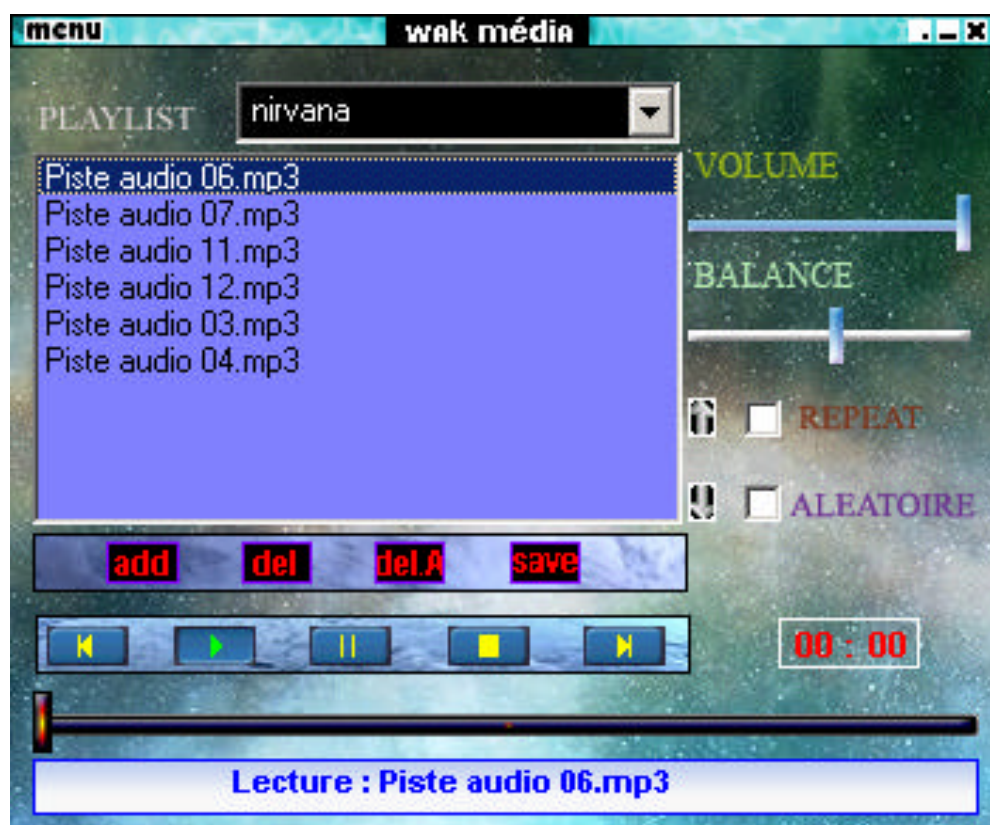 menu wak média
PLAYLIST nirvana
Piste audio 06.mp3
Piste audio 07.mp3
Piste audio 11.mp3
Piste audio 12.mp3
Piste audio 03.mp3
Piste audio 04.mp3
VOLUME
BALANCE
REPEAT
ALEATOIRE
add del del.A save
00 : 00
Lecture : Piste audio 06.mp3